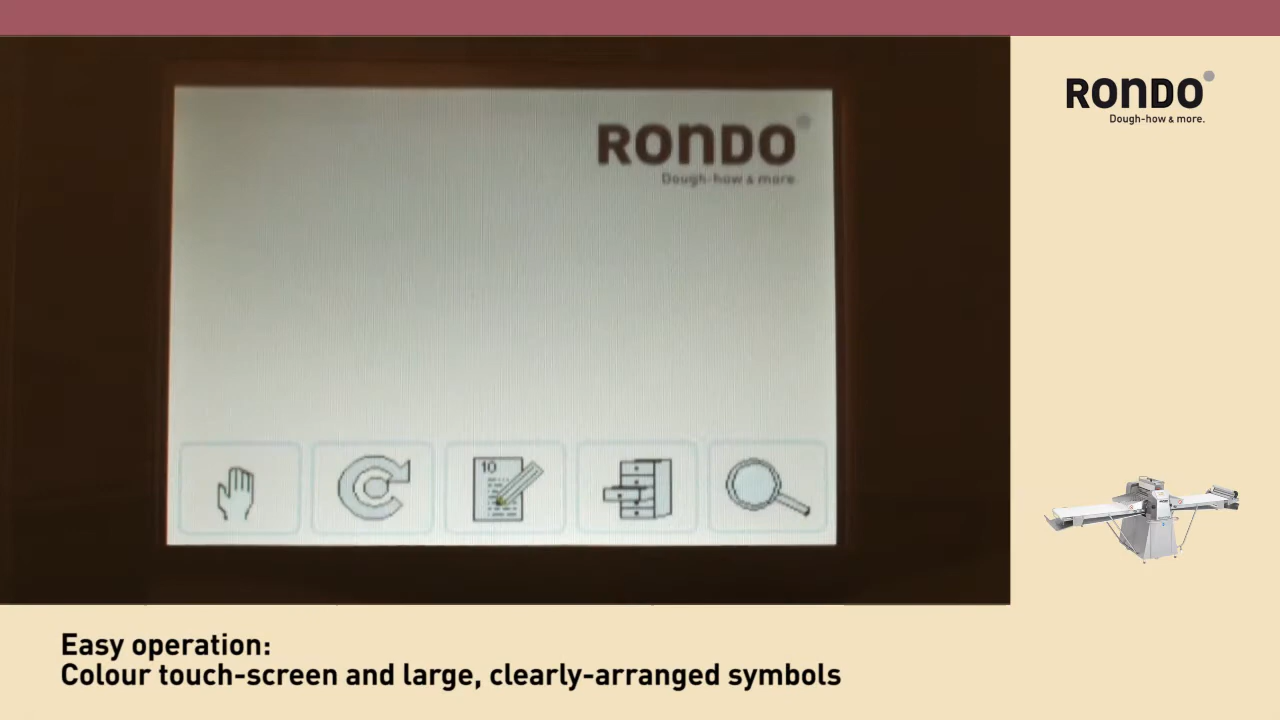 RONDO
Dough-how & more.
RONDO
Dough-how & more.
10
Easy operation:
Colour touch-screen and large, clearly-arranged symbols